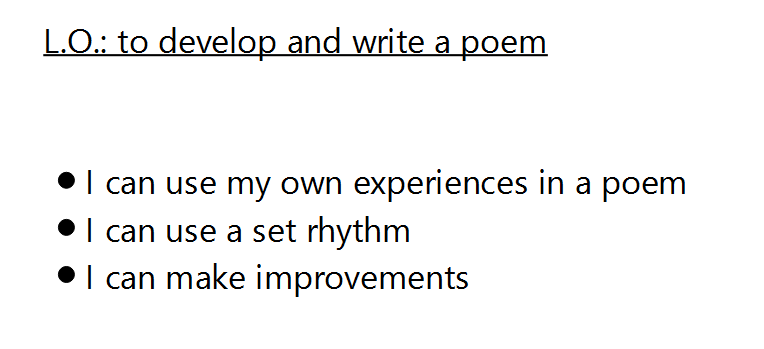 L.O.: to develop and write a poem
● I can use my own experiences in a poem
● I can use a set rhythm
● I can make improvements